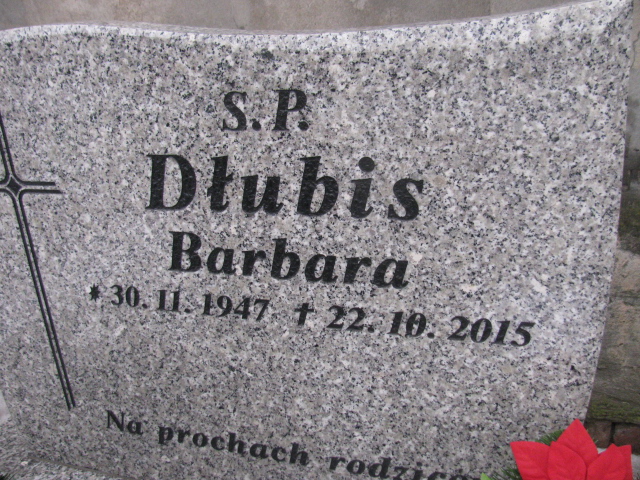 Ś.P.
Dłubis
Barbara
* 30. 11. 1947 † 22. 10. 2015
Na prochach